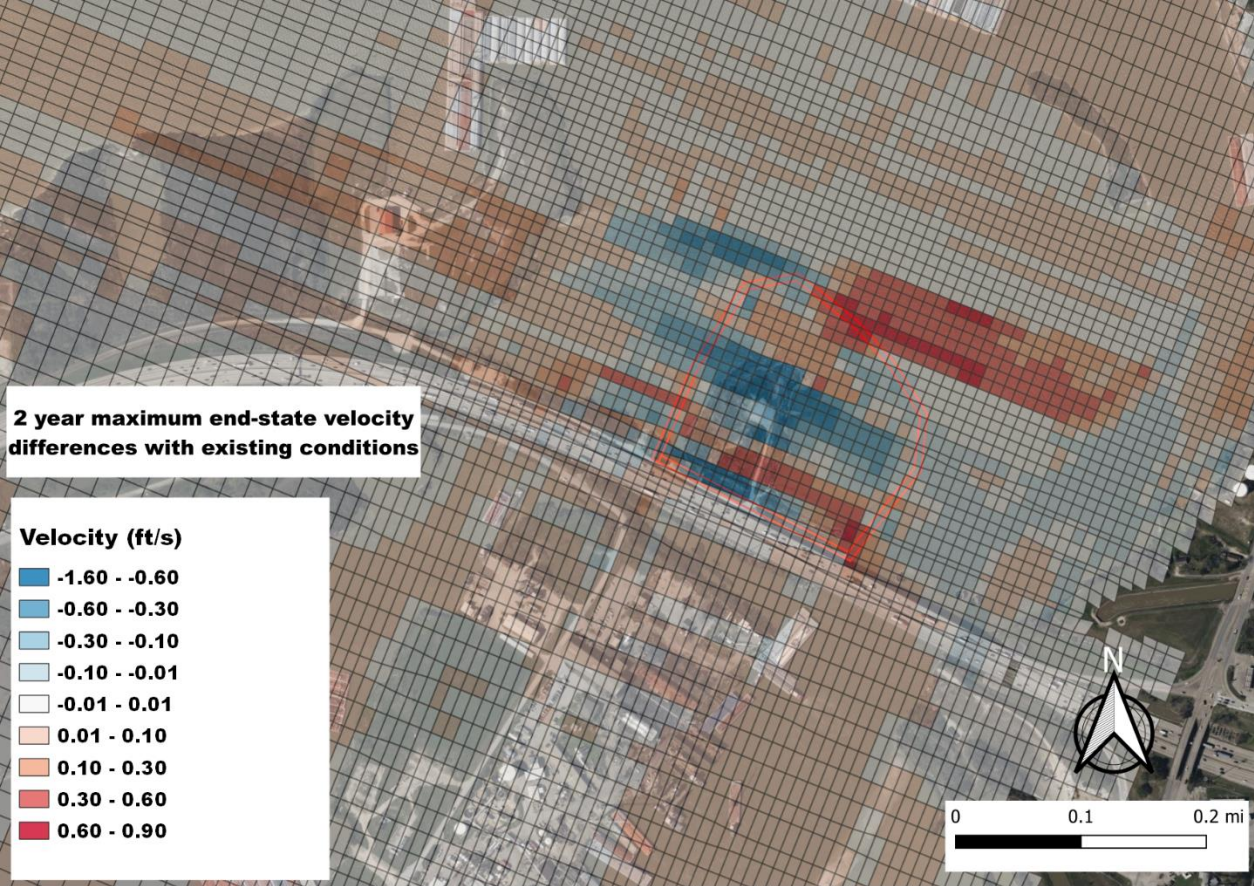 2 year maximum end-state velocity
differences with existing conditions
Velocity (ft/s)
-1.60 - -0.60
-0.60 - -0.30
-0.30 - -0.10
-0.10 - -0.01
-0.01 - 0.01
0.01 - 0.10
0.10 - 0.30
0.30 - 0.60
0.60 - 0.90
N
0 0.1 0.2 mi